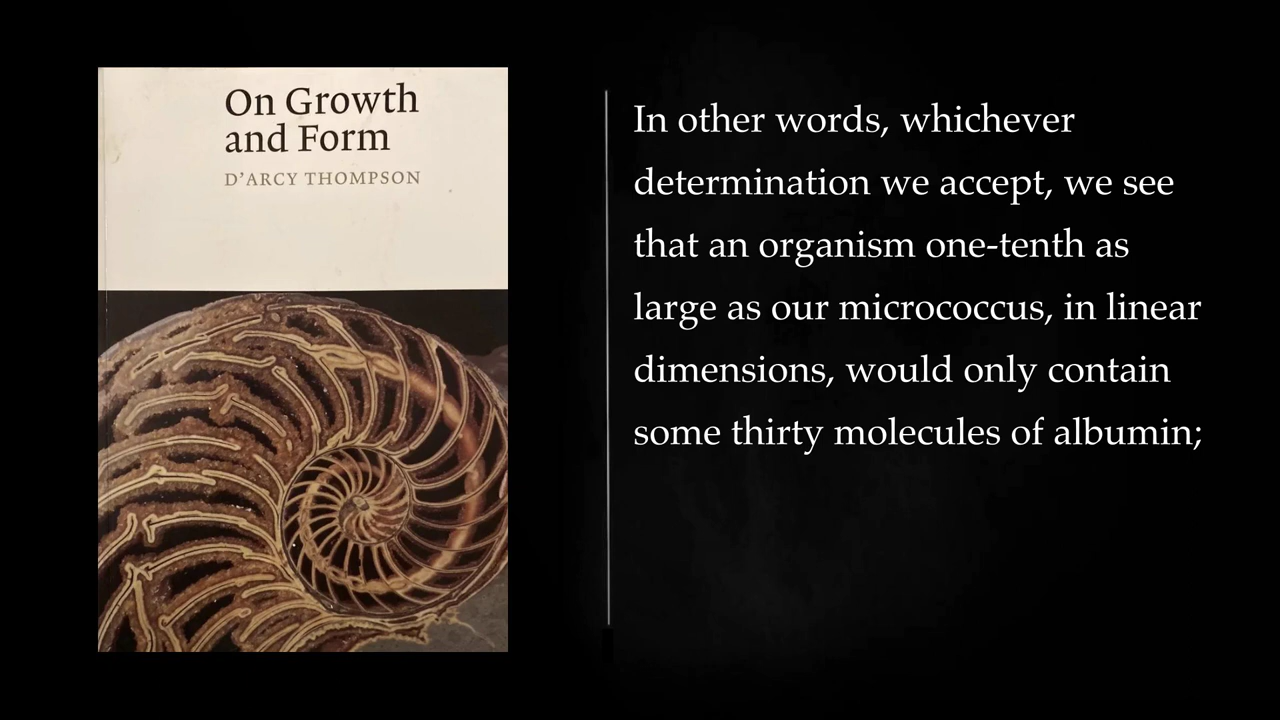 On Growth
and Form
D'ARCY THOMPSON
In other words, whichever
determination we accept, we see
that an organism one-tenth as
large as our micrococcus, in linear
dimensions, would only contain
some thirty molecules of albumin;